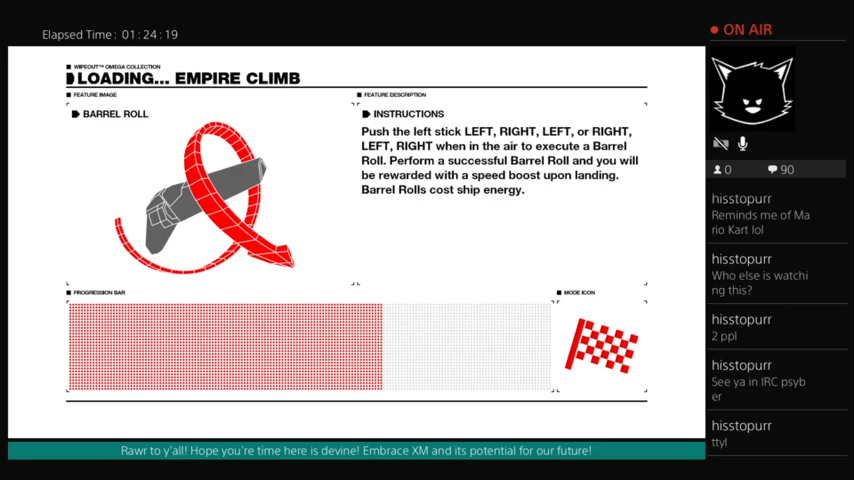 Elapsed Time: 01:24:19
ON AIR
WIPEOUT™ OMEGA COLLECTION
LOADING... EMPIRE CLIMB
FEATURE IMAGE
FEATURE DESCRIPTION
BARREL ROLL
INSTRUCTIONS
Push the left stick LEFT, RIGHT, LEFT, or RIGHT,
LEFT, RIGHT when in the air to execute a Barrel
Roll. Perform a successful Barrel Roll and you will
be rewarded with a speed boost upon landing.
Barrel Rolls cost ship energy.
PROGRESSION BAR
MODE ICON
0
90
hisstopurr
Reminds me of Ma
rio Kart lol
hisstopurr
Who else is watchi
ng this?
hisstopurr
2 ppl
hisstopurr
See ya in IRC psyb
er
hisstopurr
ttyl
Rawr to y'all! Hope you're time here is devine! Embrace XM and its potential for our future!